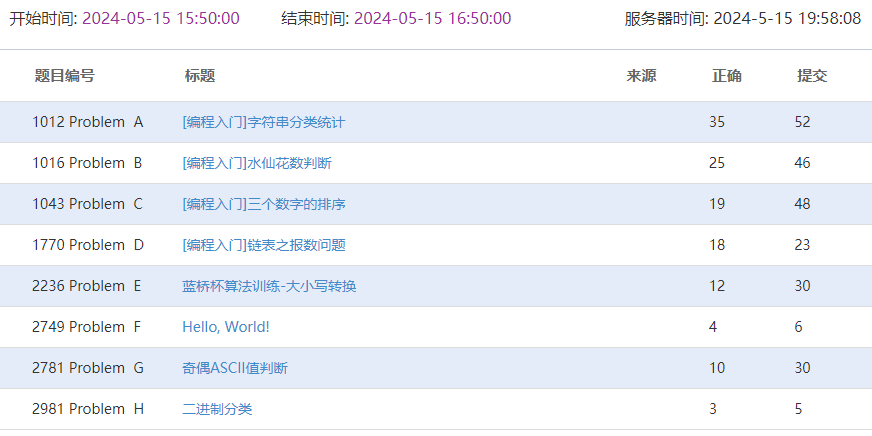 开始时间: 2024-05-15 15:50:00 结束时间: 2024-05-15 16:50:00 服务器时间: 2024-5-15 19:58:08
题目编号 标题 来源 正确 提交
1012 Problem A [编程入门]字符串分类统计 35 52
1016 Problem B [编程入门]水仙花数判断 25 46
1043 Problem C [编程入门]三个数字的排序 19 48
1770 Problem D [编程入门]链表之报数问题 18 23
2236 Problem E 蓝桥杯算法训练-大小写转换 12 30
2749 Problem F Hello, World! 4 6
2781 Problem G 奇偶ASCII值判断 10 30
2981 Problem H 二进制分类 3 5